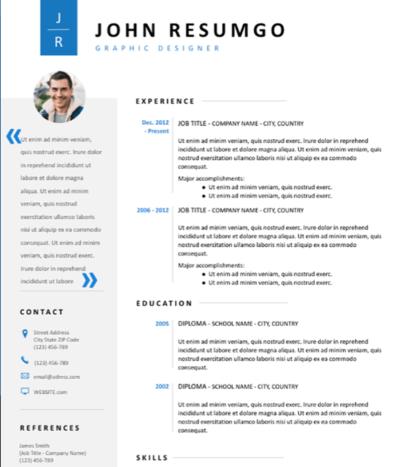 J
R
JOHN RESUMGO
GRAPHIC DESIGNER
Ut enim ad minim veniam,
quis nostrud exerc. Irure dolor
in reprehend incididunt ut
labore et dolore magna
aliqua. Ut enim ad minim
veniam, quis nostrud
exercitation ullamco laboris
nisi ut aliquip ex ea commodo
consequat. Ut enim ad minim
veniam, quis nostrud exerc.
Irure dolor in reprehend
incididunt ut labore
CONTACT
Street Address
City State ZIP Code
(123) 456-789
(123) 456-789
email@adress.com
WEBSITE.com
REFERENCES
James Smith
(Job Title - Company Name)
(123) 4536-789
EXPERIENCE
Dec. 2012
- Present
JOB TITLE - COMPANY NAME - CITY, COUNTRY
Ut enim ad minim veniam, quis nostrud exerc. Irure dolor in reprehend
incididunt ut labore et dolore magna aliqua. Ut enim ad minim veniam, quis
nostrud exercitation ullamco laboris nisi ut aliquip ex ea commodo
consequat.
Major accomplishments:
● Ut enim ad minim veniam, quis nostrud exerc.
● Ut enim ad minim veniam, quis nostrud exerc.
2006 - 2012
JOB TITLE - COMPANY NAME - CITY, COUNTRY
Ut enim ad minim veniam, quis nostrud exerc. Irure dolor in reprehend
incididunt ut labore et dolore magna aliqua. Ut enim ad minim veniam, quis
nostrud exercitation ullamco laboris nisi ut aliquip ex ea commodo
consequat.
Major accomplishments:
● Ut enim ad minim veniam, quis nostrud exerc.
● Ut enim ad minim veniam, quis nostrud exerc.
EDUCATION
2005
DIPLOMA - SCHOOL NAME - CITY, COUNTRY
Ut enim ad minim veniam, quis nostrud exerc. Irure dolor in reprehend
incididunt ut labore et dolore magna aliqua. Ut enim ad minim veniam, quis
nostrud exercitation ullamco laboris nisi ut aliquip ex ea commodo
consequat.
2002
DIPLOMA - SCHOOL NAME - CITY, COUNTRY
Ut enim ad minim veniam, quis nostrud exerc. Irure dolor in reprehend
incididunt ut labore et dolore magna aliqua. Ut enim ad minim veniam, quis
nostrud exercitation ullamco laboris nisi ut aliquip ex ea commodo
consequat.
SKILLS